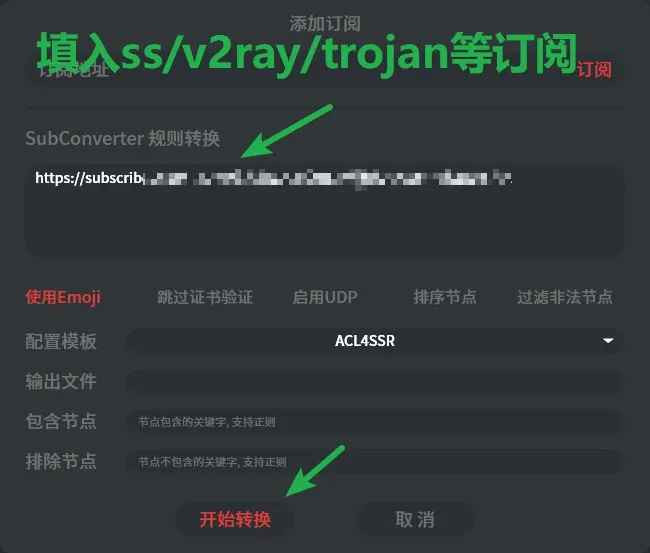 添加订阅
填入ss/v2ray/trojan等订阅
订阅地址
订阅
SubConverter 规则转换
https://subscrib
使用Emoji 跳过证书验证 启用UDP 排序节点 过滤非法节点
配置模板 ACL4SSR
输出文件
包含节点 节点包含的关键字, 支持正则
排除节点 节点不包含的关键字, 支持正则
开始转换 取 消